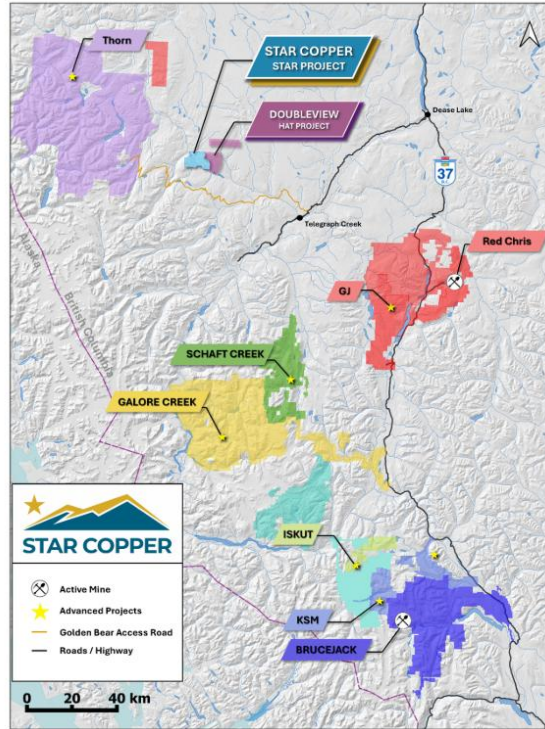 Thorn
STAR COPPER
STAR PROJECT
DOUBLEVIEW
HAT PROJECT
Dease Lake
37
Telegraph Creek
Red Chris
GJ
Alaska
British Columbia
SCHAFT CREEK
GALORE CREEK
ISKUT
KSM
BRUCEJACK
STAR COPPER
Active Mine
Advanced Projects
Golden Bear Access Road
Roads / Highway
0 20 40 km